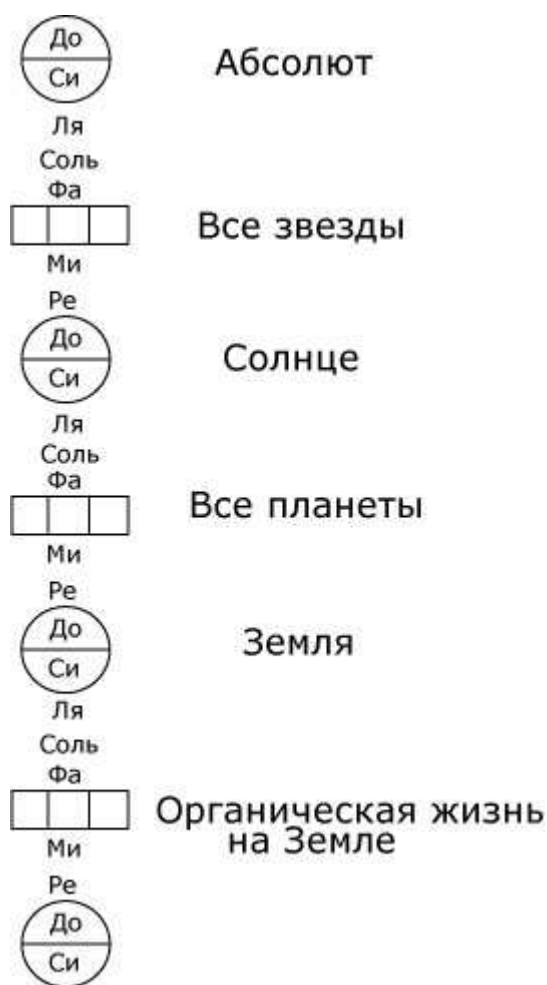 До
Си
Абсолют
Ля
Соль
Фа
Все звезды
Ми
Ре
До
Си
Солнце
Ля
Соль
Фа
Все планеты
Ми
Ре
До
Си
Земля
Ля
Соль
Фа
Органическая жизнь
на Земле
Ми
Ре
До
Си